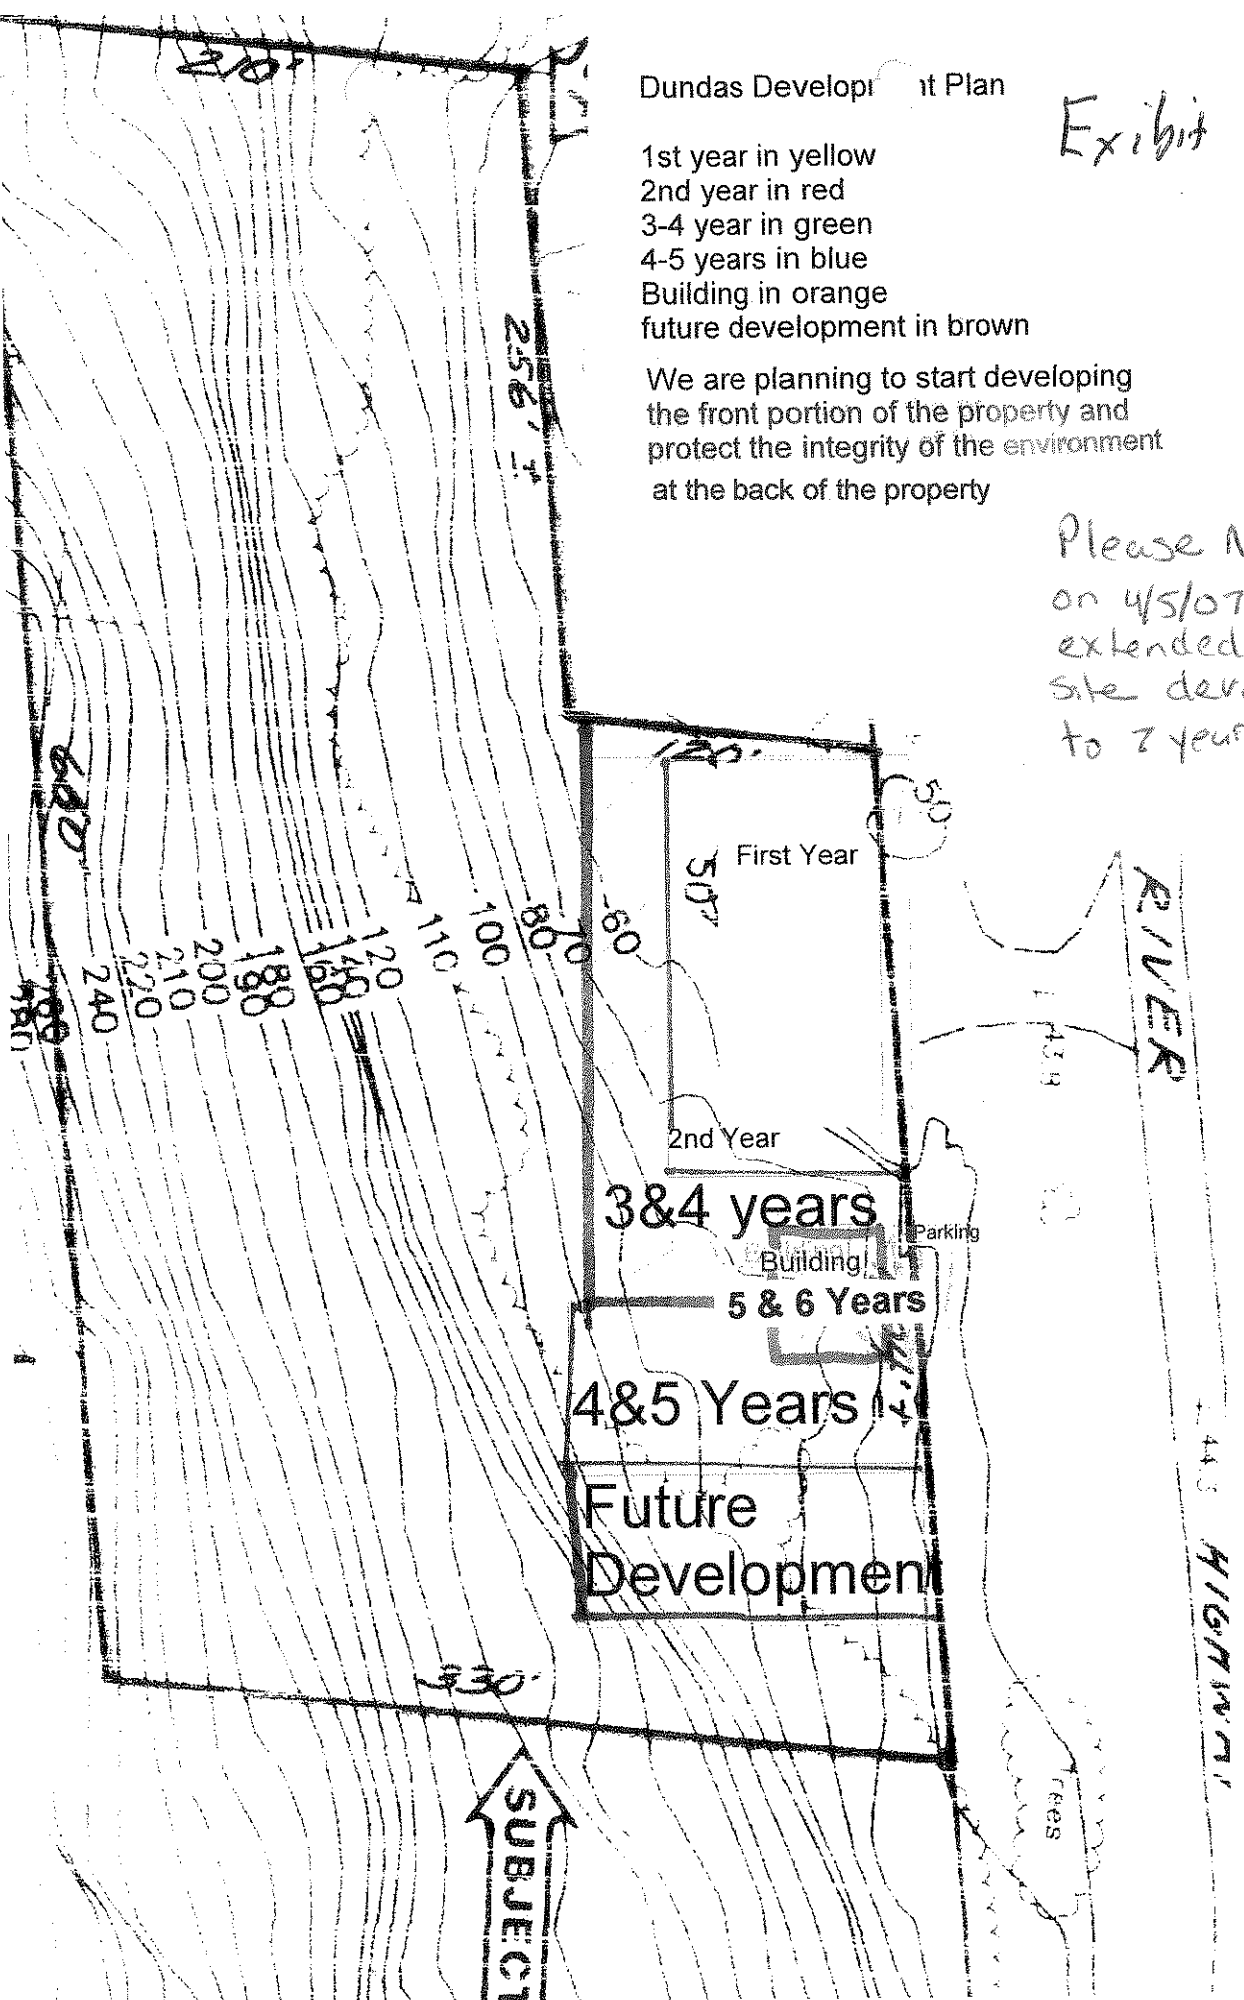 210.
Dundas Develop nt Plan
Exibit
1st year in yellow
2nd year in red
3-4 year in green
4-5 years in blue
Building in orange
future development in brown
We are planning to start developing
the front portion of the property and
protect the integrity of the environment
at the back of the property
256'
Please N
on 4/5/07
extended
site dev.
to 7 year
120.
50
First Year
50'
RIVER
680'
60
70
80
100
110
120
140
160
180
190
200
210
220
240
2nd Year
3&4 years
Parking
Building
5 & 6 Years
4&5 Years
Future
Development
HIGHWAY
330.
Trees
SUBJECT